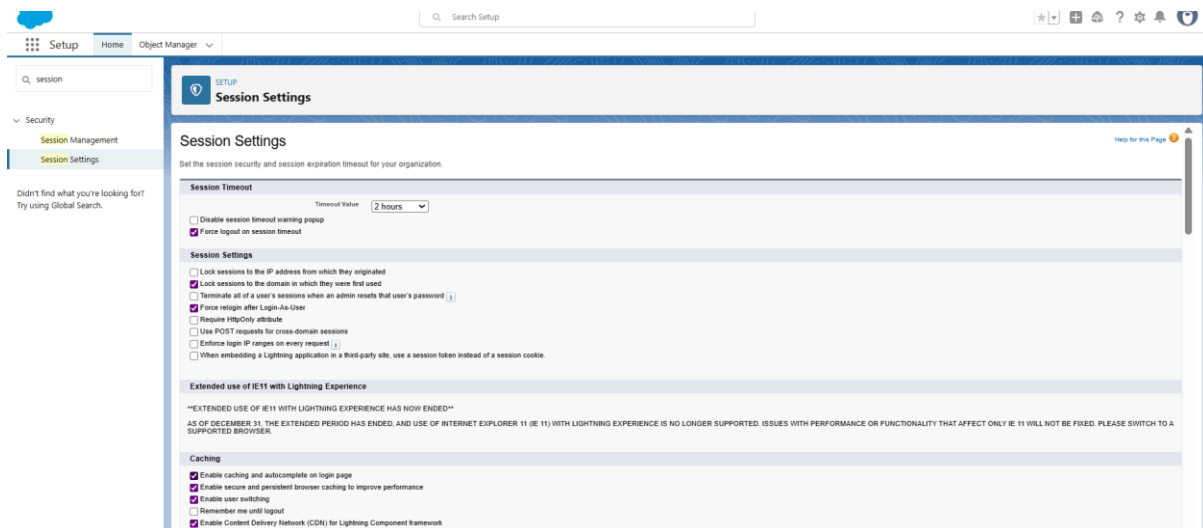 Search Setup
Setup Home Object Manager
session
Security
Session Management
Session Settings
Didn't find what you're looking for?
Try using Global Search.
SETUP
Session Settings
Session Settings
Help for this Page
Set the session security and session expiration timeout for your organization.
Session Timeout
Timeout Value 2 hours
Disable session timeout warning popup
Force logout on session timeout
Session Settings
Lock sessions to the IP address from which they originated
Lock sessions to the domain in which they were first used
Terminate all of a user's sessions when an admin resets that user's password i
Force relogin after Login-As-User
Require HttpOnly attribute
Use POST requests for cross-domain sessions
Enforce login IP ranges on every request i
When embedding a Lightning application in a third-party site, use a session token instead of a session cookie.
Extended use of IE11 with Lightning Experience
**EXTENDED USE OF IE11 WITH LIGHTNING EXPERIENCE HAS NOW ENDED**
AS OF DECEMBER 31, THE EXTENDED PERIOD HAS ENDED, AND USE OF INTERNET EXPLORER 11 (IE 11) WITH LIGHTNING EXPERIENCE IS NO LONGER SUPPORTED. ISSUES WITH PERFORMANCE OR FUNCTIONALITY THAT AFFECT ONLY IE 11 WILL NOT BE FIXED. PLEASE SWITCH TO A
SUPPORTED BROWSER.
Caching
Enable caching and autocomplete on login page
Enable secure and persistent browser caching to improve performance
Enable user switching
Remember me until logout
Enable Content Delivery Network (CDN) for Lightning Component framework